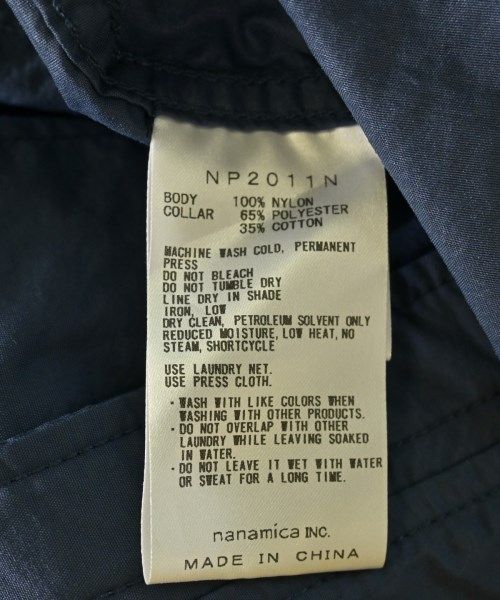 NP2011N
BODY 100% NYLON
COLLAR 65% POLYESTER
35% COTTON
MACHINE WASH COLD, PERMANENT
PRESS
DO NOT BLEACH
DO NOT TUMBLE DRY
LINE DRY IN SHADE
IRON, LOW
DRY CLEAN, PETROLEUM SOLVENT ONLY
REDUCED MOISTURE, LOW HEAT, NO
STEAM, SHORTCYCLE
USE LAUNDRY NET.
USE PRESS CLOTH.
・WASH WITH LIKE COLORS WHEN
WASHING WITH OTHER PRODUCTS.
・DO NOT OVERLAP WITH OTHER
LAUNDRY WHILE LEAVING SOAKED
IN WATER.
・DO NOT LEAVE IT WET WITH WATER
OR SWEAT FOR A LONG TIME.
nanamica INC.
MADE IN CHINA